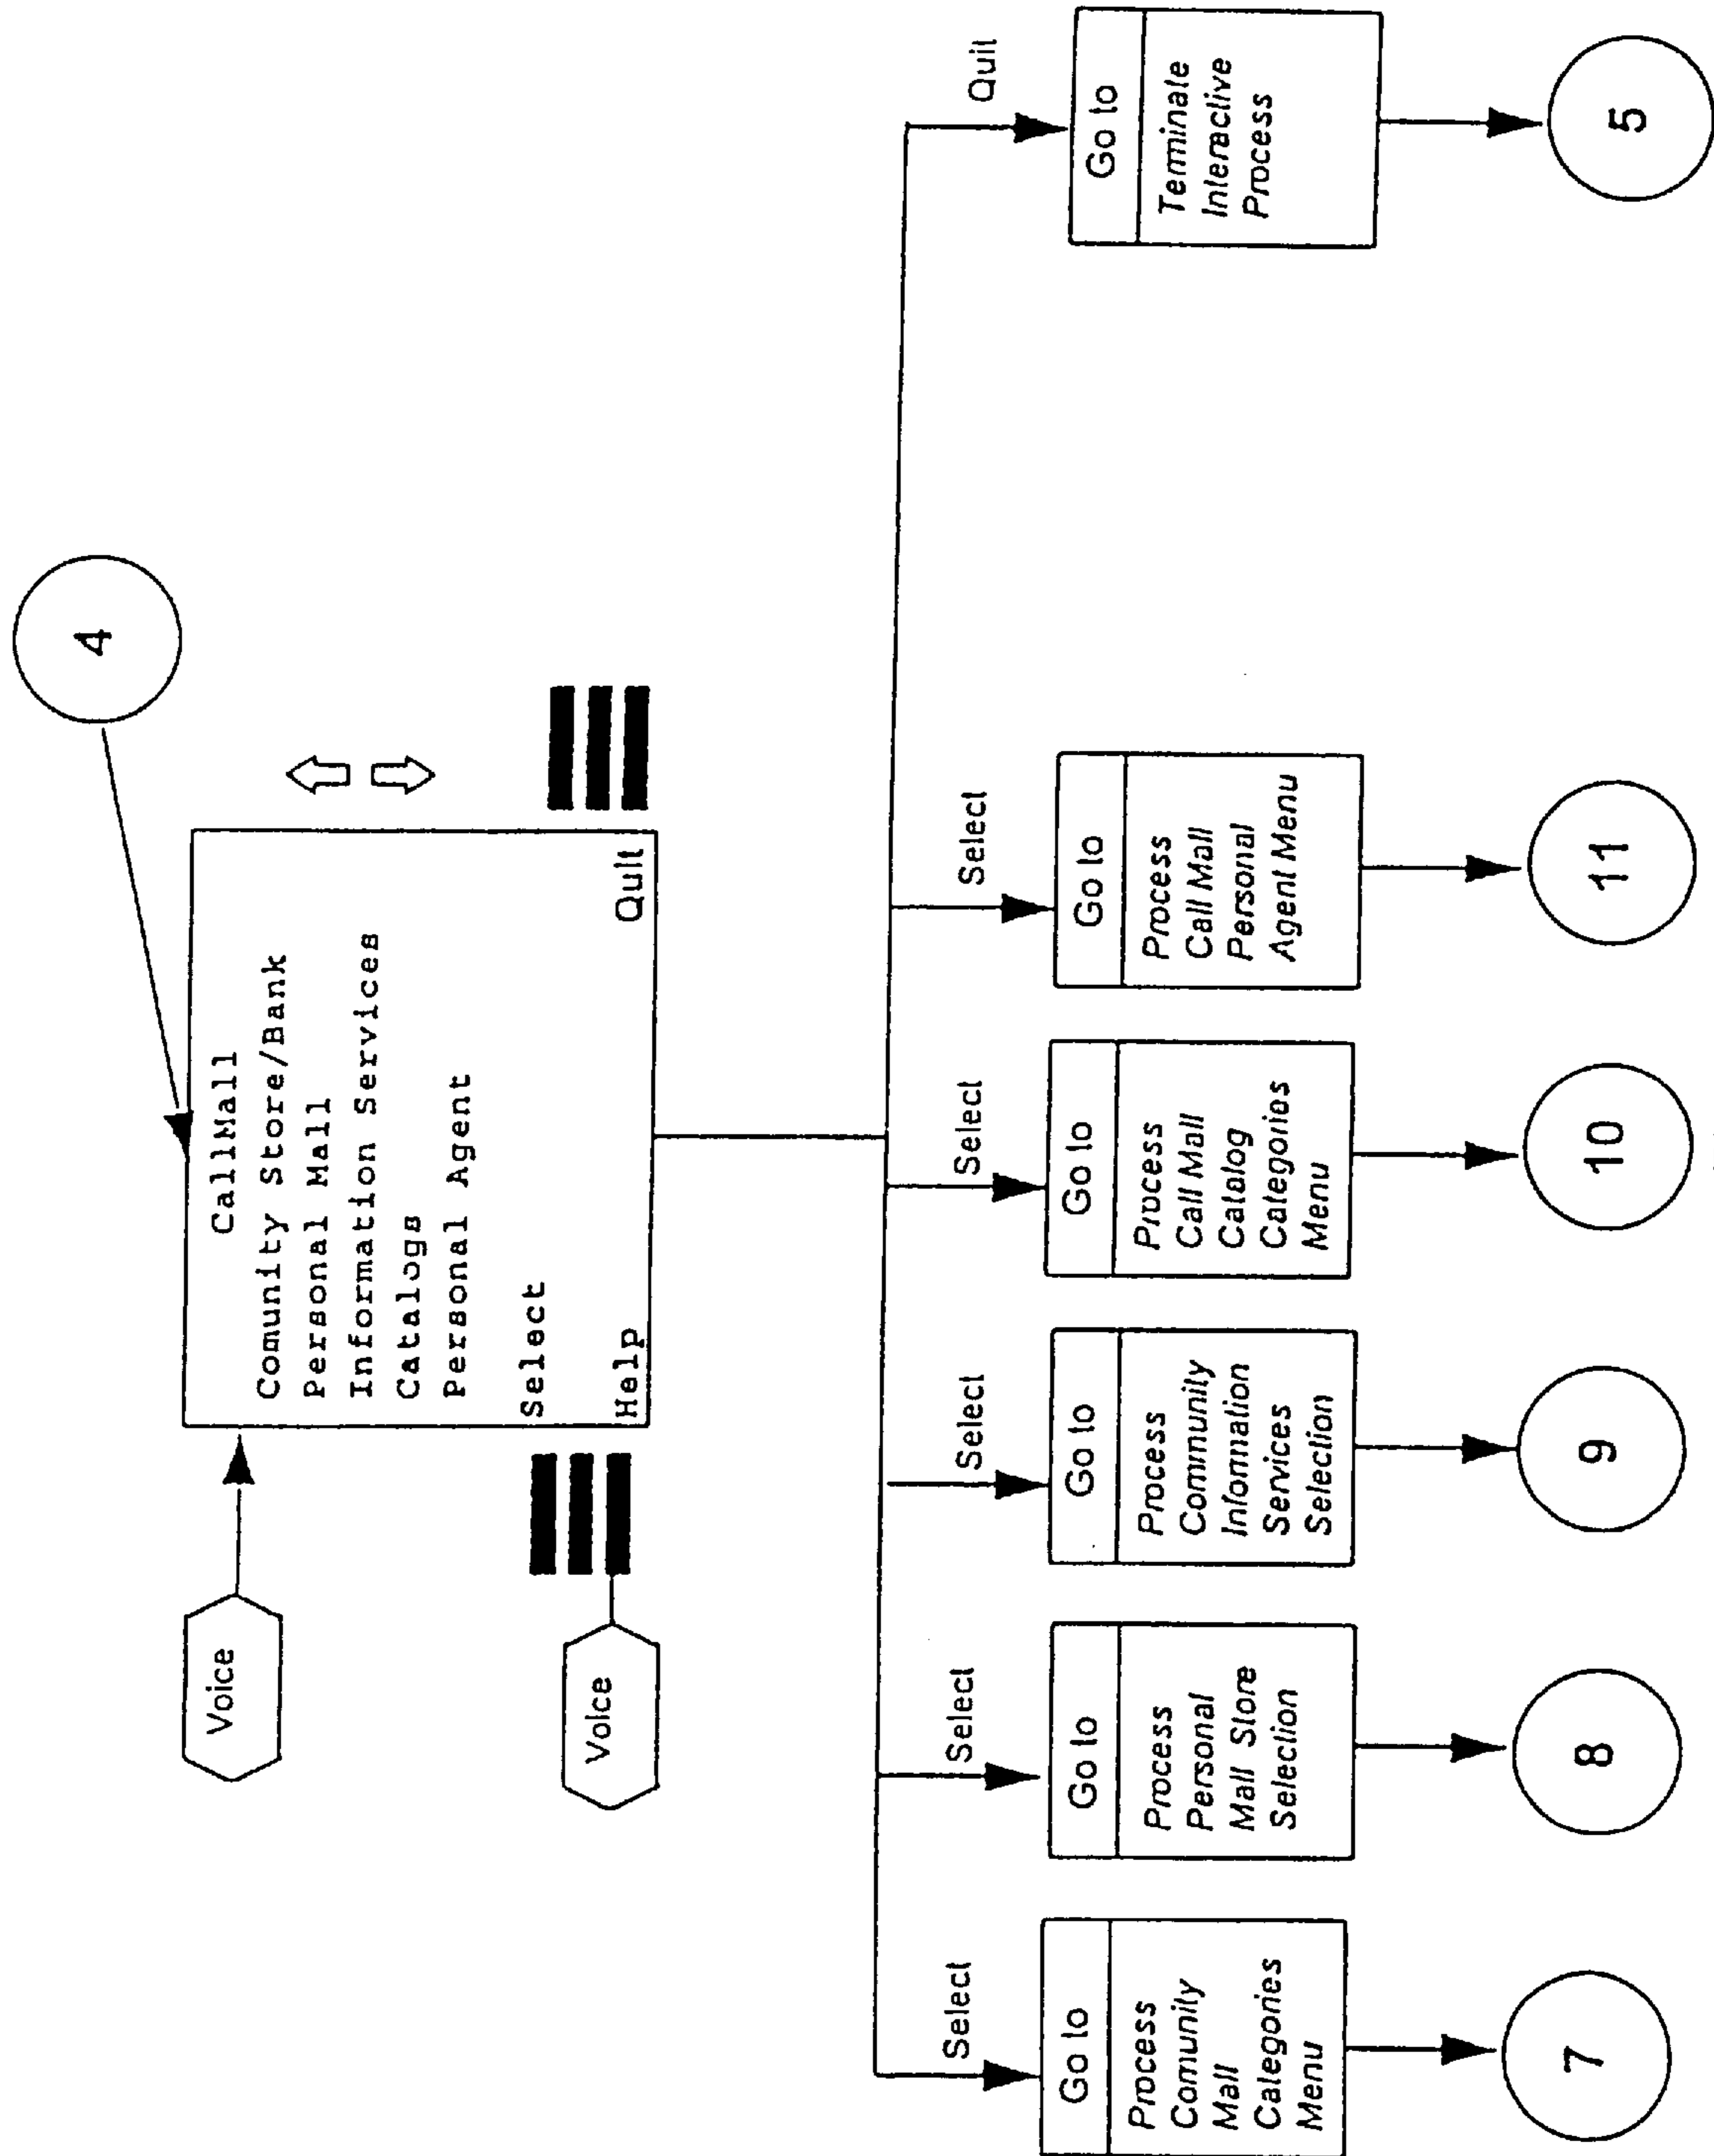 4
Voice
CallMall
Comunity Store/Bank
Personal Mall
Information Services
Catalogs
Personal Agent
Select
Help Quit
Voice
Select
Select
Select
Select
Select
Quit
Go to
Process
Comunity
Mall
Categories
Menu
Go to
Process
Personal
Mall Store
Selection
Go to
Process
Community
Information
Services
Selection
Go to
Process
Call Mall
Catalog
Categories
Menu
Go to
Process
Call Mall
Personal
Agent Menu
Go to
Terminate
Interactive
Process
7
8
9
10
11
5